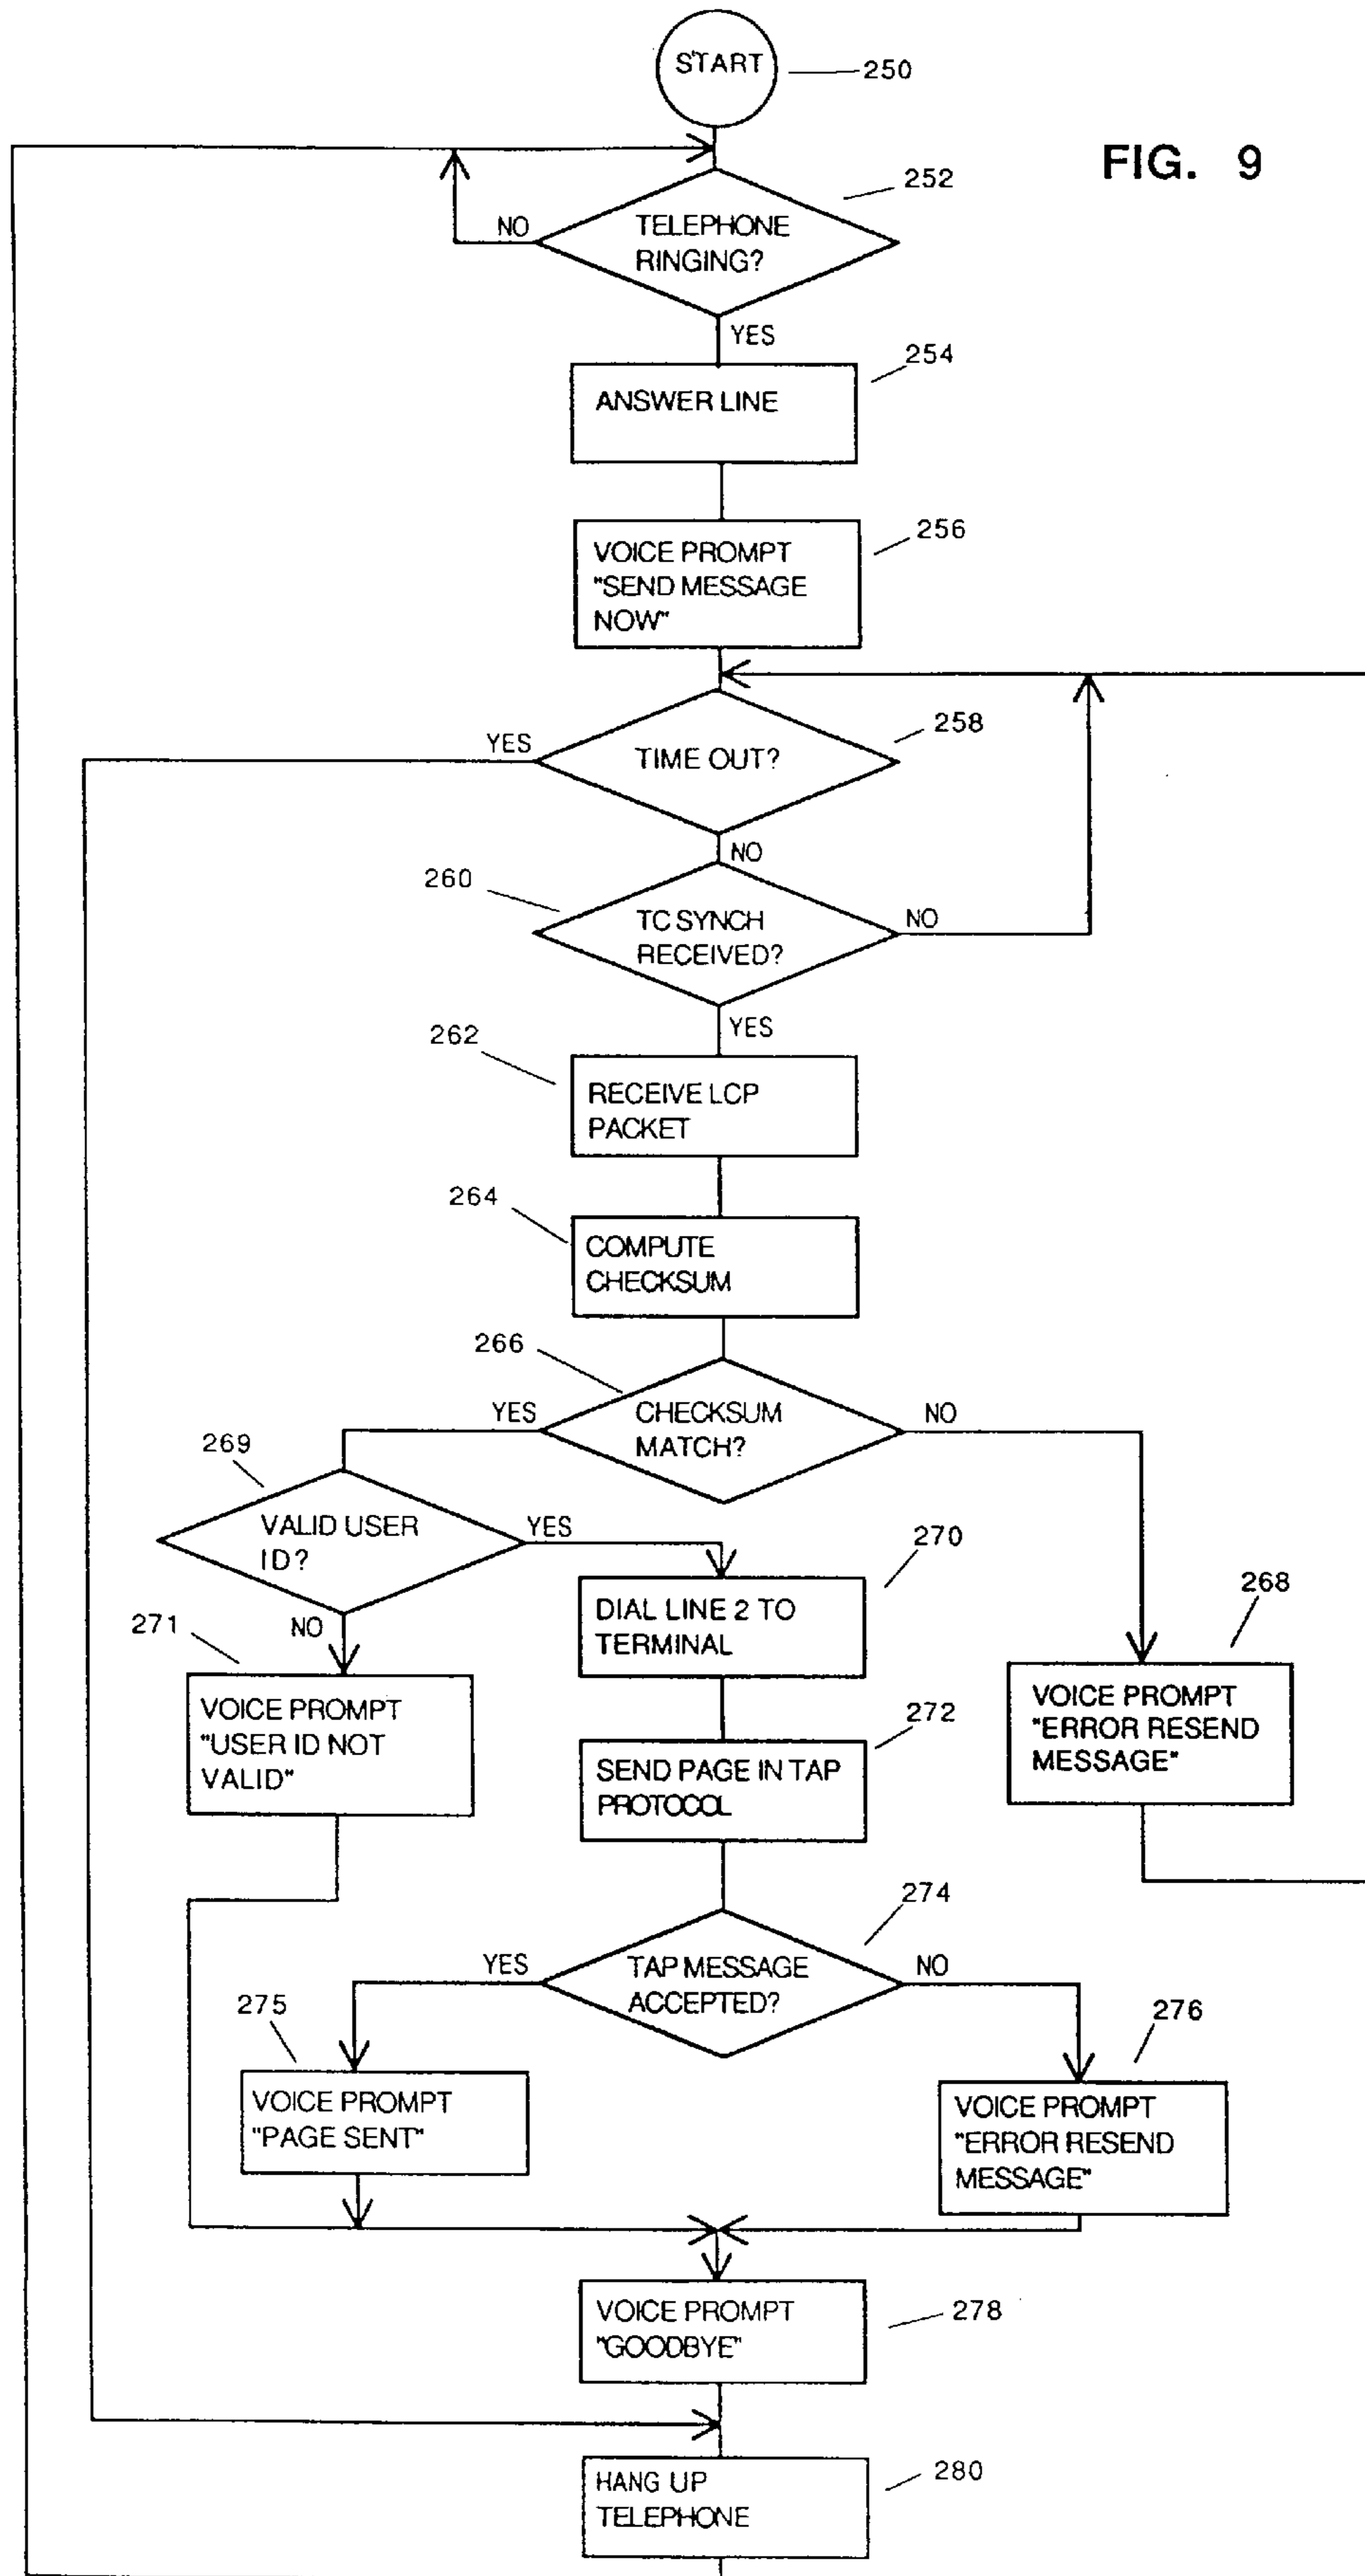 START
250
FIG. 9
252
TELEPHONE
RINGING?
NO
YES
254
ANSWER LINE
256
VOICE PROMPT
"SEND MESSAGE
NOW"
258
YES
TIME OUT?
NO
260
TC SYNCH
RECEIVED?
NO
YES
262
RECEIVE LCP
PACKET
264
COMPUTE
CHECKSUM
266
YES
CHECKSUM
MATCH?
NO
269
VALID USER
ID?
YES
NO
270
DIAL LINE 2 TO
TERMINAL
268
VOICE PROMPT
"ERROR RESEND
MESSAGE"
271
VOICE PROMPT
"USER ID NOT
VALID"
272
SEND PAGE IN TAP
PROTOCOL
274
YES
TAP MESSAGE
ACCEPTED?
NO
275
VOICE PROMPT
"PAGE SENT"
276
VOICE PROMPT
"ERROR RESEND
MESSAGE"
278
VOICE PROMPT
"GOODBYE"
280
HANG UP
TELEPHONE